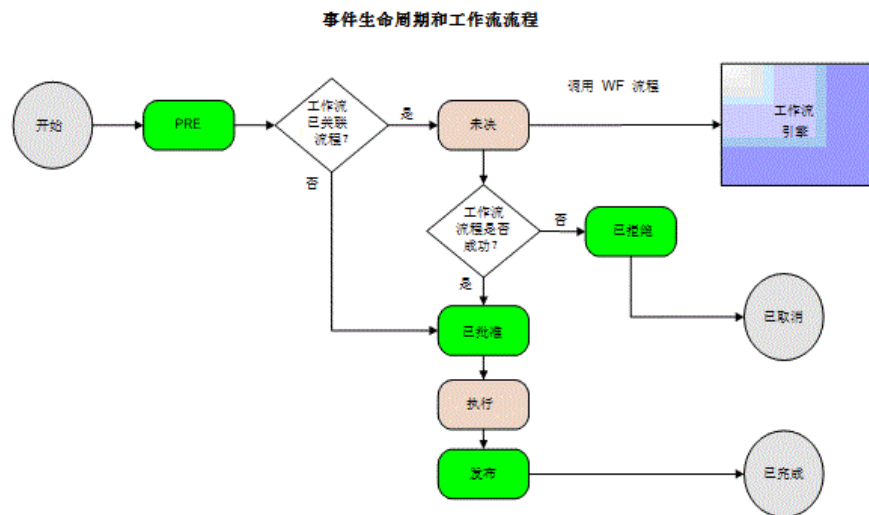 事件生命周期和工作流流程
开始
PRE
工作流
已关联
流程?
是
否
未决
调用 WF 流程
工作流
引擎
工作流
流程是否
成功?
否
是
已拒绝
已取消
已批准
执行
发布
已完成